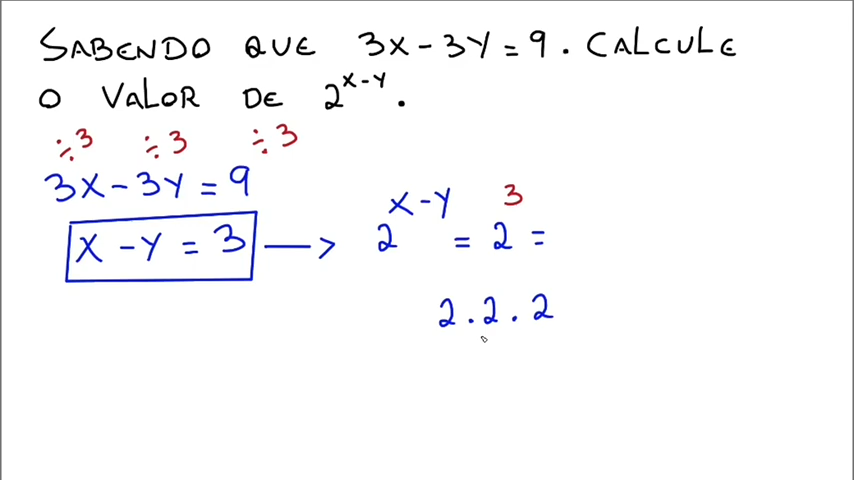 SABENDO QUE 3X - 3Y = 9. CALCULE
O VALOR DE 2^{X-Y}.
÷3 ÷3 ÷3
3X - 3Y = 9
X - Y = 3 → 2^{X-Y} = 2^3 =
2 . 2 . 2